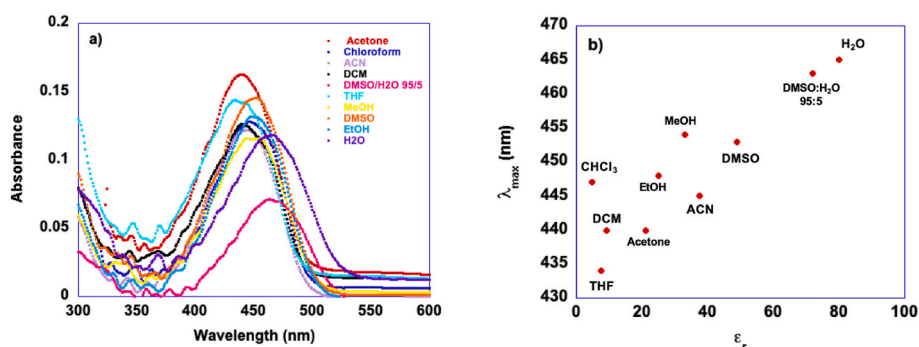 a)
0.2
0.15
0.1
0.05
0
Absorbance
300
350
400
450
500
550
600
Wavelength (nm)
Acetone
Chloroform
ACN
DCM
DMSO/H2O 95/5
THF
MeOH
DMSO
EtOH
H2O
b)
470
465
460
455
450
445
440
435
430
λmax (nm)
0
20
40
60
80
100
εr
H₂O
DMSO:H₂O
95:5
MeOH
DMSO
CHCl₃
EtOH
ACN
DCM
Acetone
THF